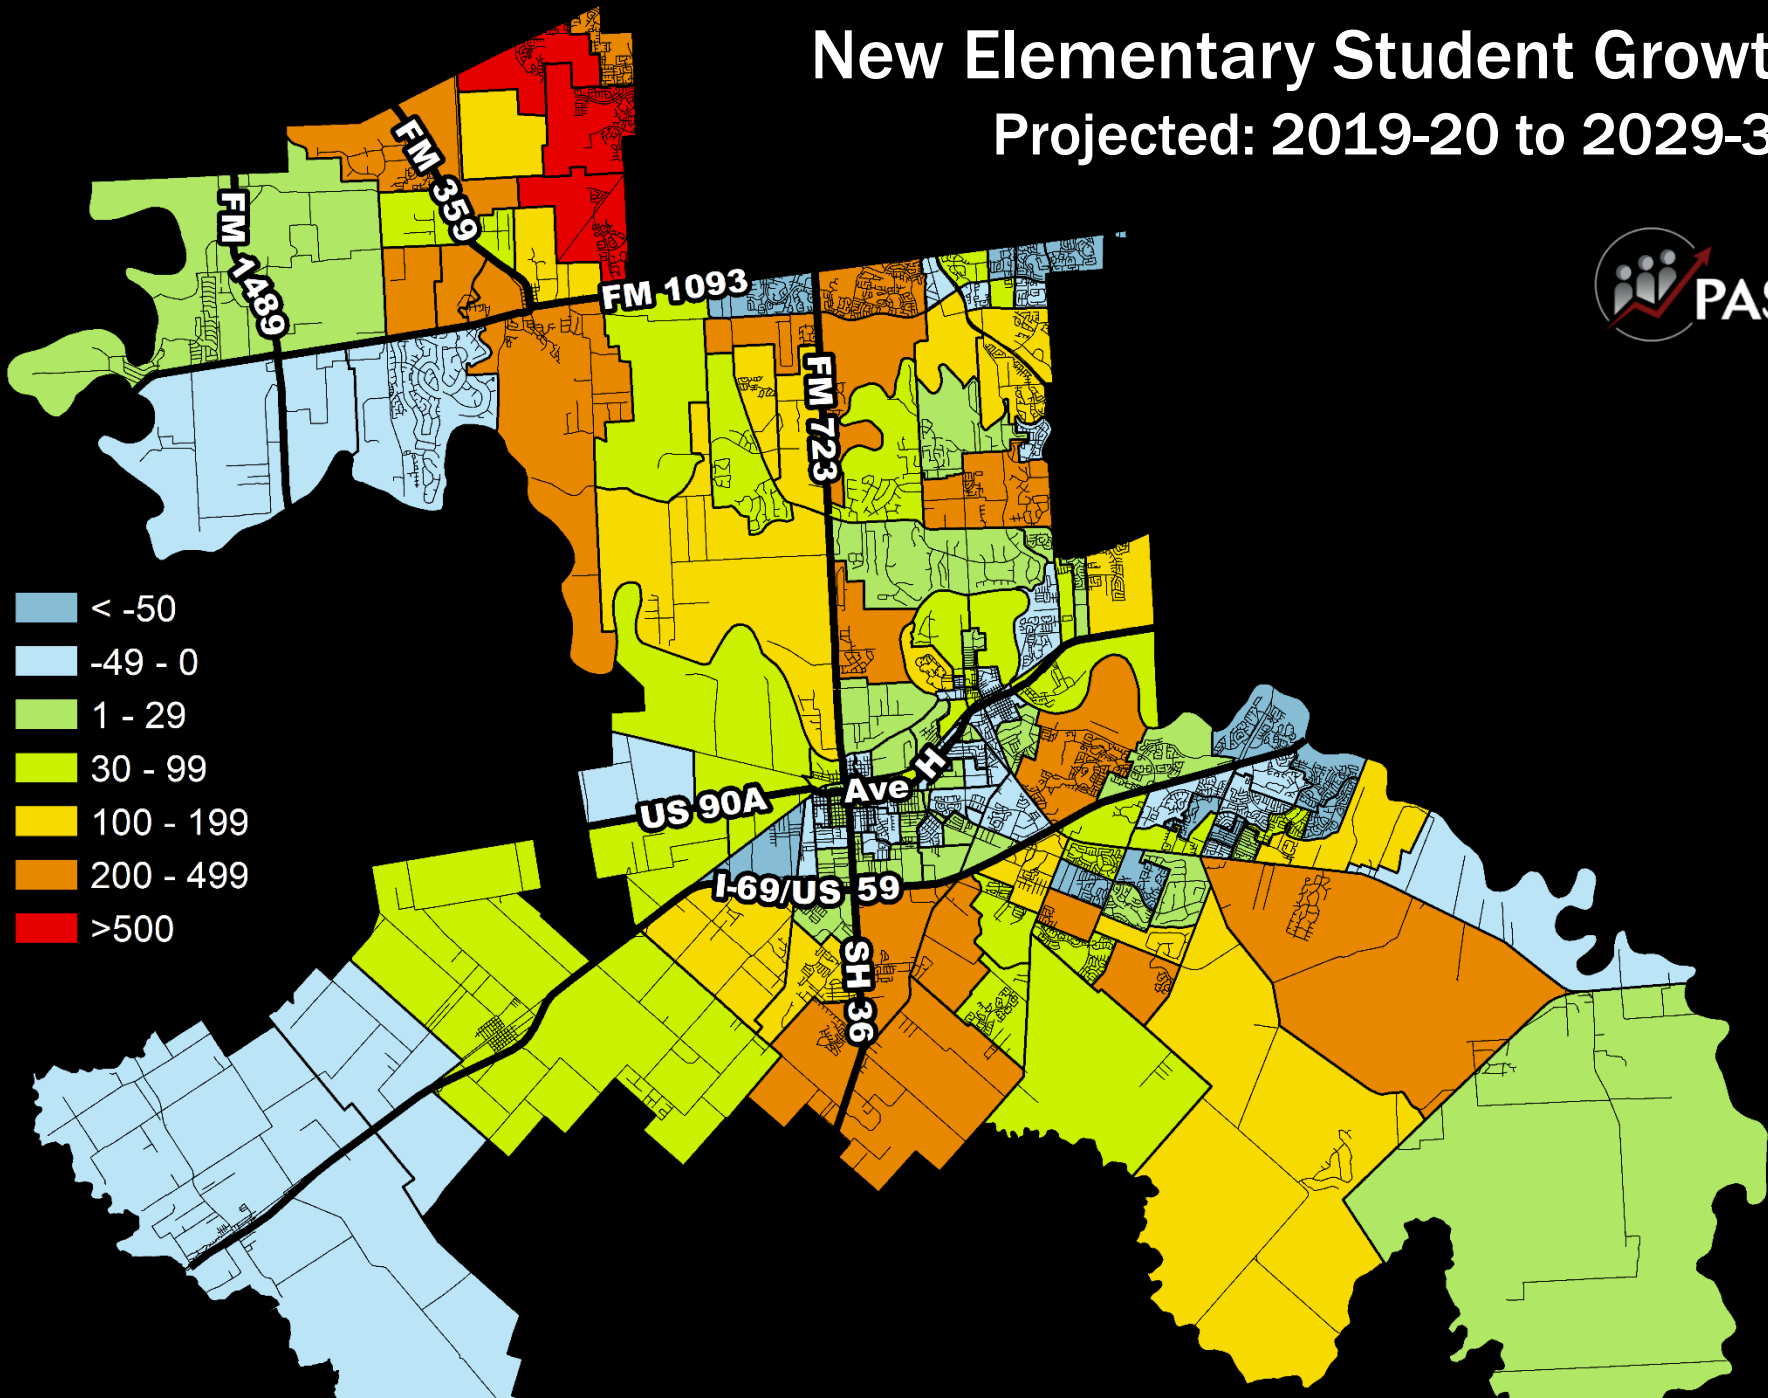 New Elementary Student Growt
Projected: 2019-20 to 2029-3
PAS
FM 359
FM 1489
FM 1093
FM 723
US 90A
Ave H
I-69/US 59
SH 36
< -50
-49 - 0
1 - 29
30 - 99
100 - 199
200 - 499
>500